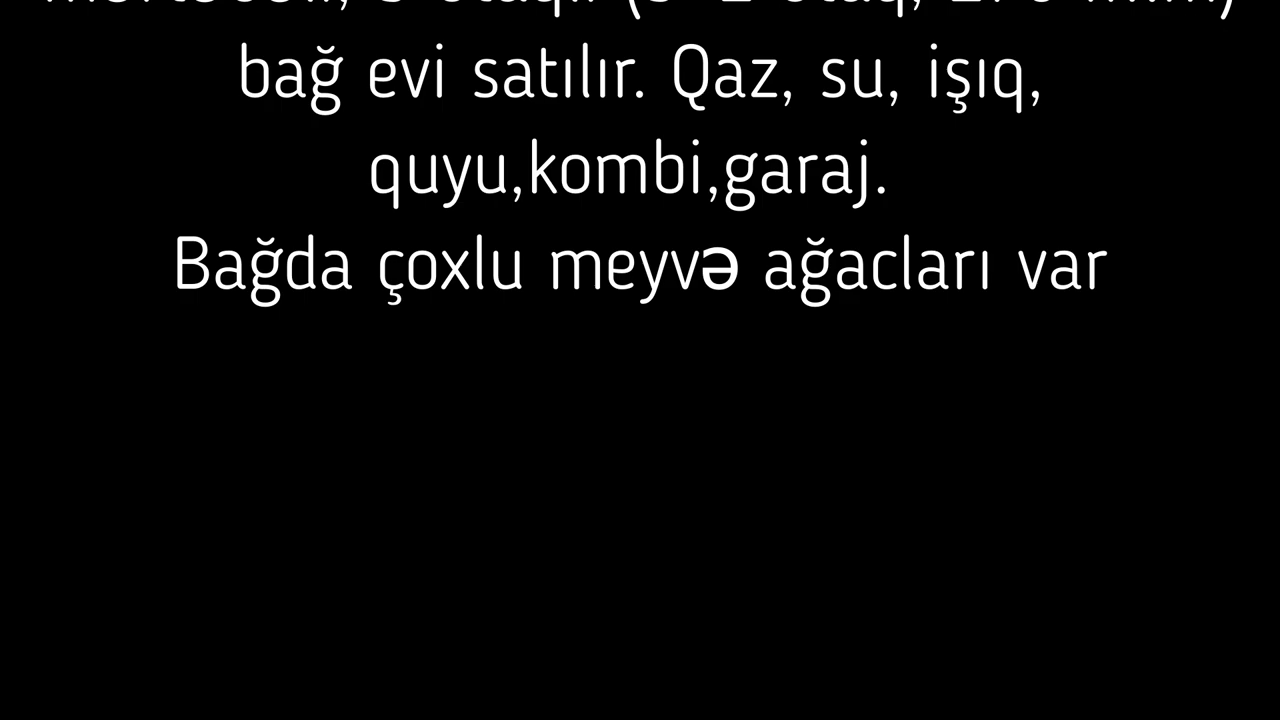 bağ evi satılır. Qaz, su, işıq,
quyu,kombi,garaj.
Bağda çoxlu meyvə ağacları var